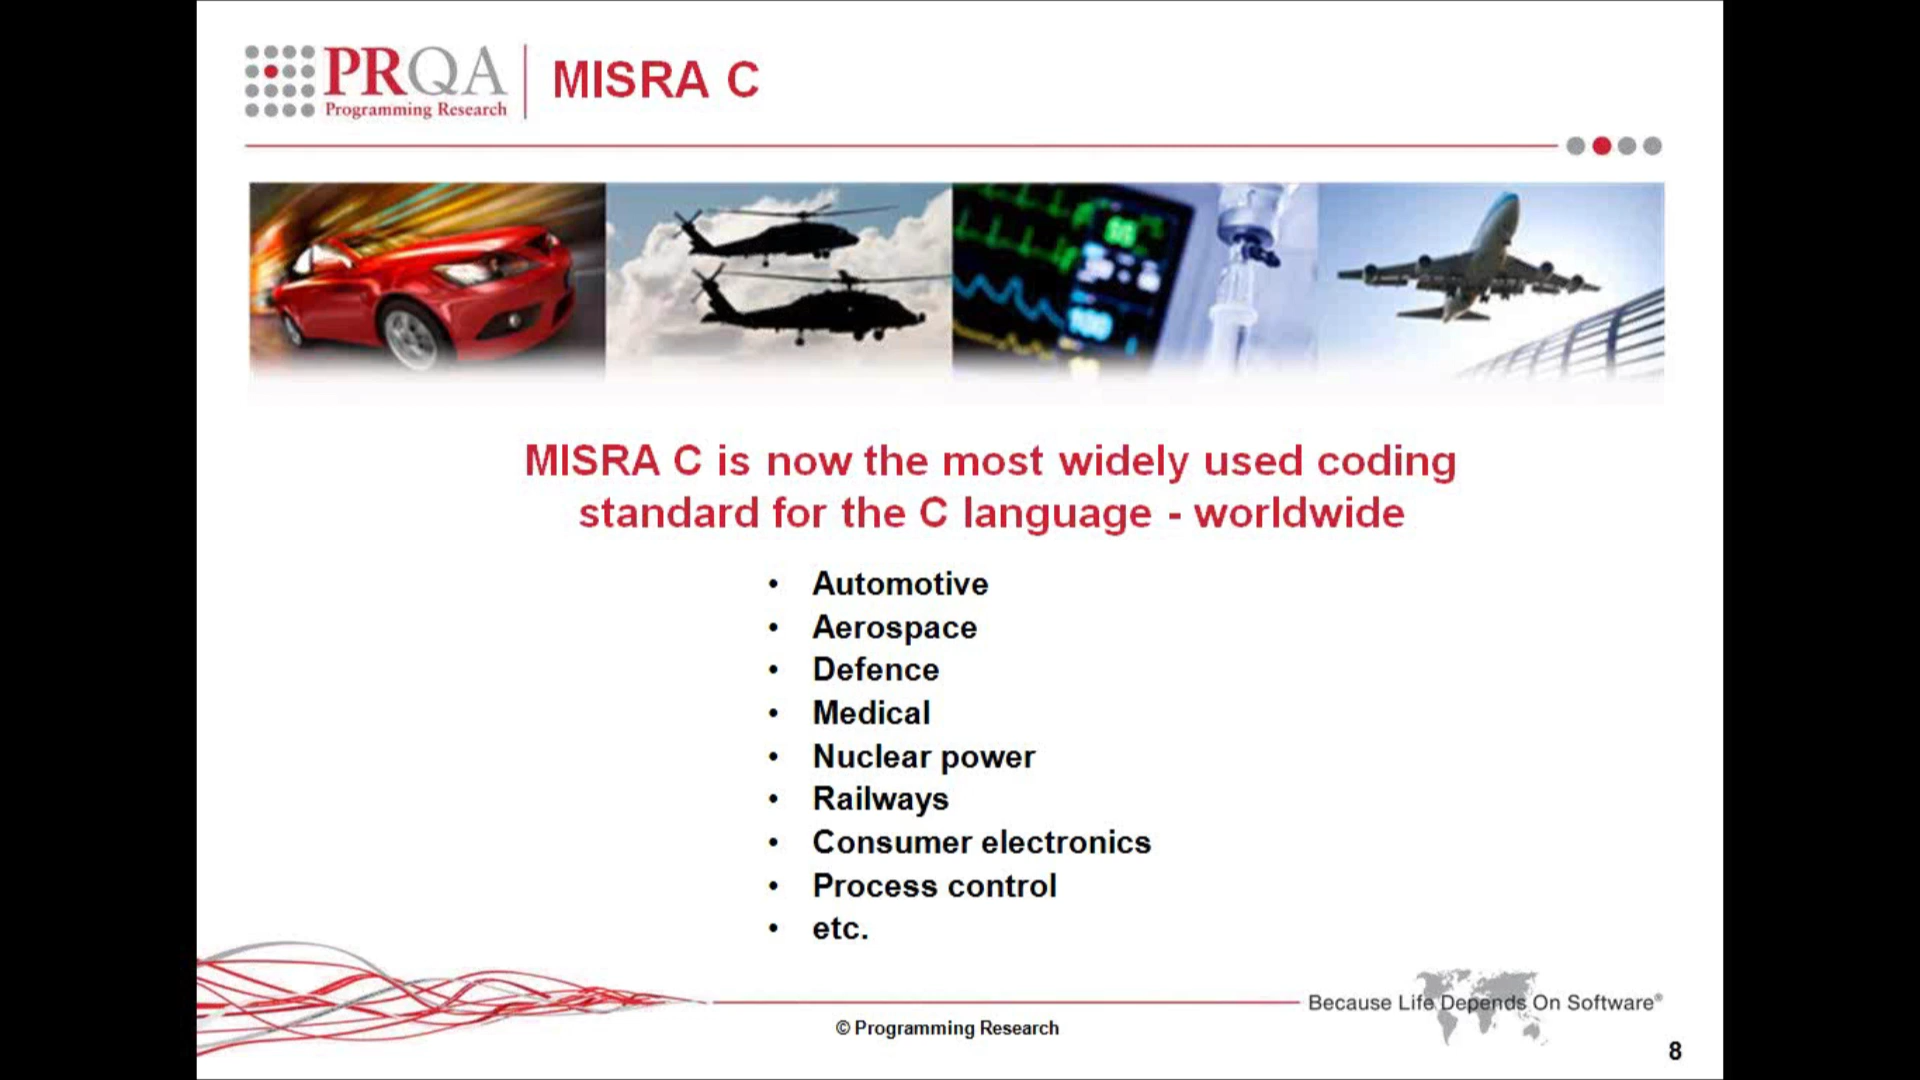 PRQA
Programming Research
MISRA C
MISRA C is now the most widely used coding
standard for the C language - worldwide
• Automotive
• Aerospace
• Defence
• Medical
• Nuclear power
• Railways
• Consumer electronics
• Process control
• etc.
Because Life Depends On Software®
© Programming Research
8